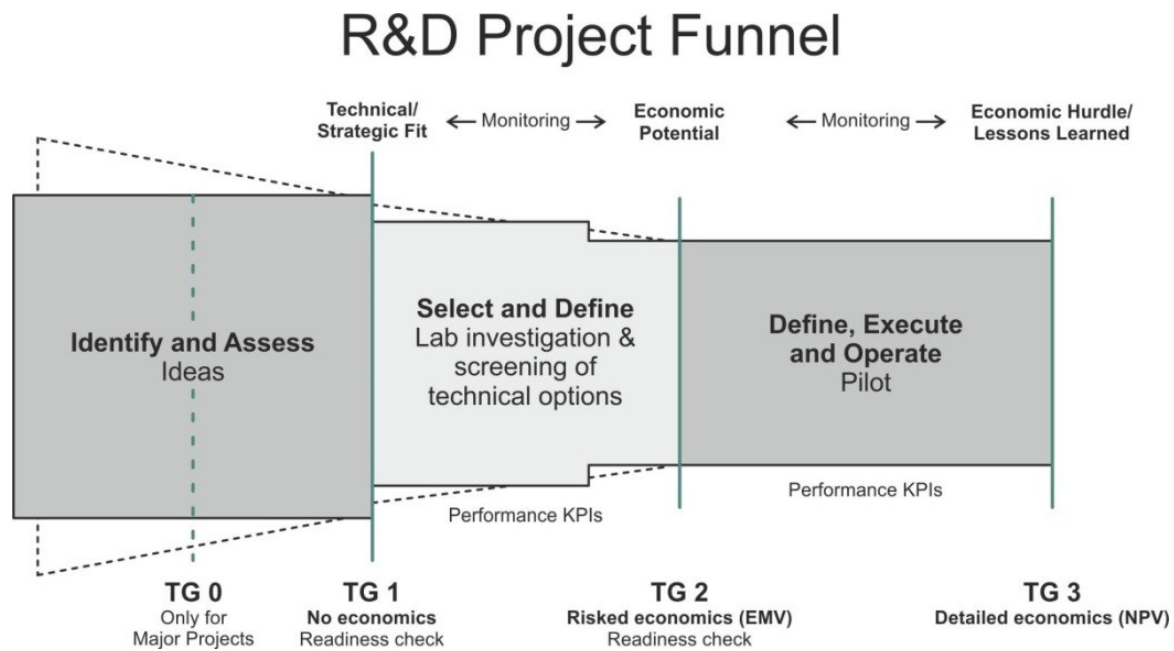 R&D Project Funnel
Technical/
Strategic Fit
Monitoring
Economic
Potential
Monitoring
Economic Hurdle/
Lessons Learned
Identify and Assess
Ideas
Select and Define
Lab investigation &
screening of
technical options
Define, Execute
and Operate
Pilot
Performance KPIs
Performance KPIs
TG 0
Only for
Major Projects
TG 1
No economics
Readiness check
TG 2
Risked economics (EMV)
Readiness check
TG 3
Detailed economics (NPV)